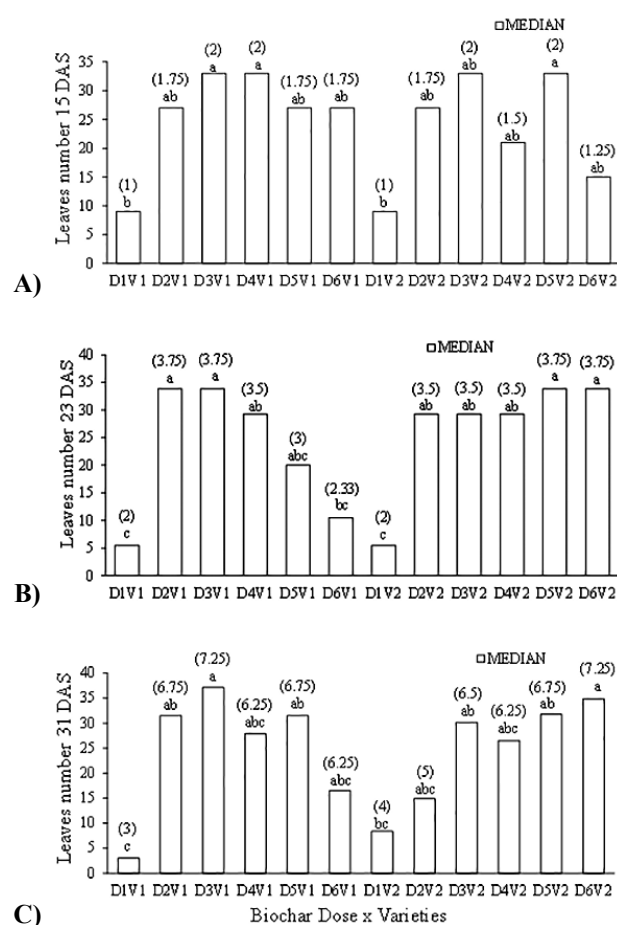 □MEDIAN
Leaves number 15 DAS
35
30
25
20
15
10
5
0
(1) (1.75) (2) (2) (1.75) (1.75) (1) (1.75) (2) (1.5) (2) (1.25)
b ab a a ab ab b ab ab ab a ab
D1V1 D2V1 D3V1 D4V1 D5V1 D6V1 D1V2 D2V2 D3V2 D4V2 D5V2 D6V2
A)
□MEDIAN
Leaves number 23 DAS
40
35
30
25
20
15
10
5
0
(2) (3.75) (3.75) (3.5) (3) (2.33) (2) (3.5) (3.5) (3.5) (3.75) (3.75)
c a a ab abc bc c ab ab ab a a
D1V1 D2V1 D3V1 D4V1 D5V1 D6V1 D1V2 D2V2 D3V2 D4V2 D5V2 D6V2
B)
□MEDIAN
Leaves number 31 DAS
40
35
30
25
20
15
10
5
0
(3) (6.75) (7.25) (6.25) (6.75) (6.25) (4) (5) (6.5) (6.25) (6.75) (7.25)
c ab a abc ab abc bc abc ab abc ab a
D1V1 D2V1 D3V1 D4V1 D5V1 D6V1 D1V2 D2V2 D3V2 D4V2 D5V2 D6V2
C)
Biochar Dose x Varieties